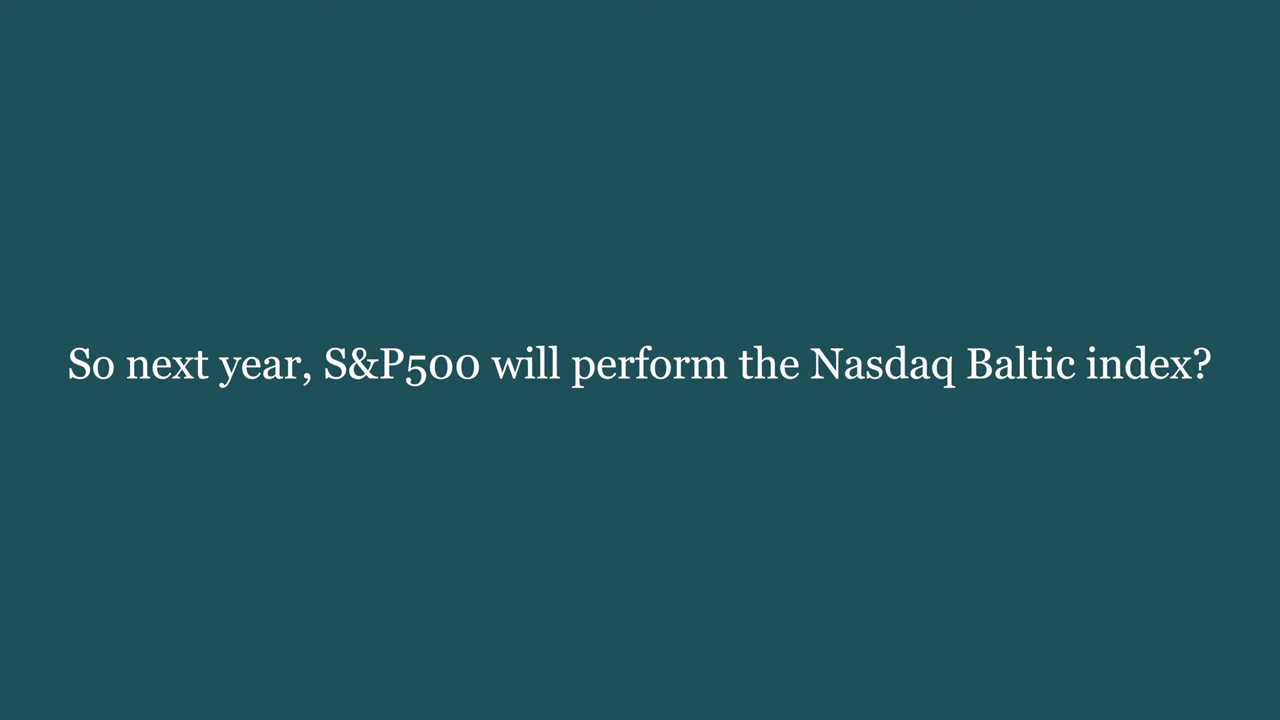 So next year, S&P500 will perform the Nasdaq Baltic index?